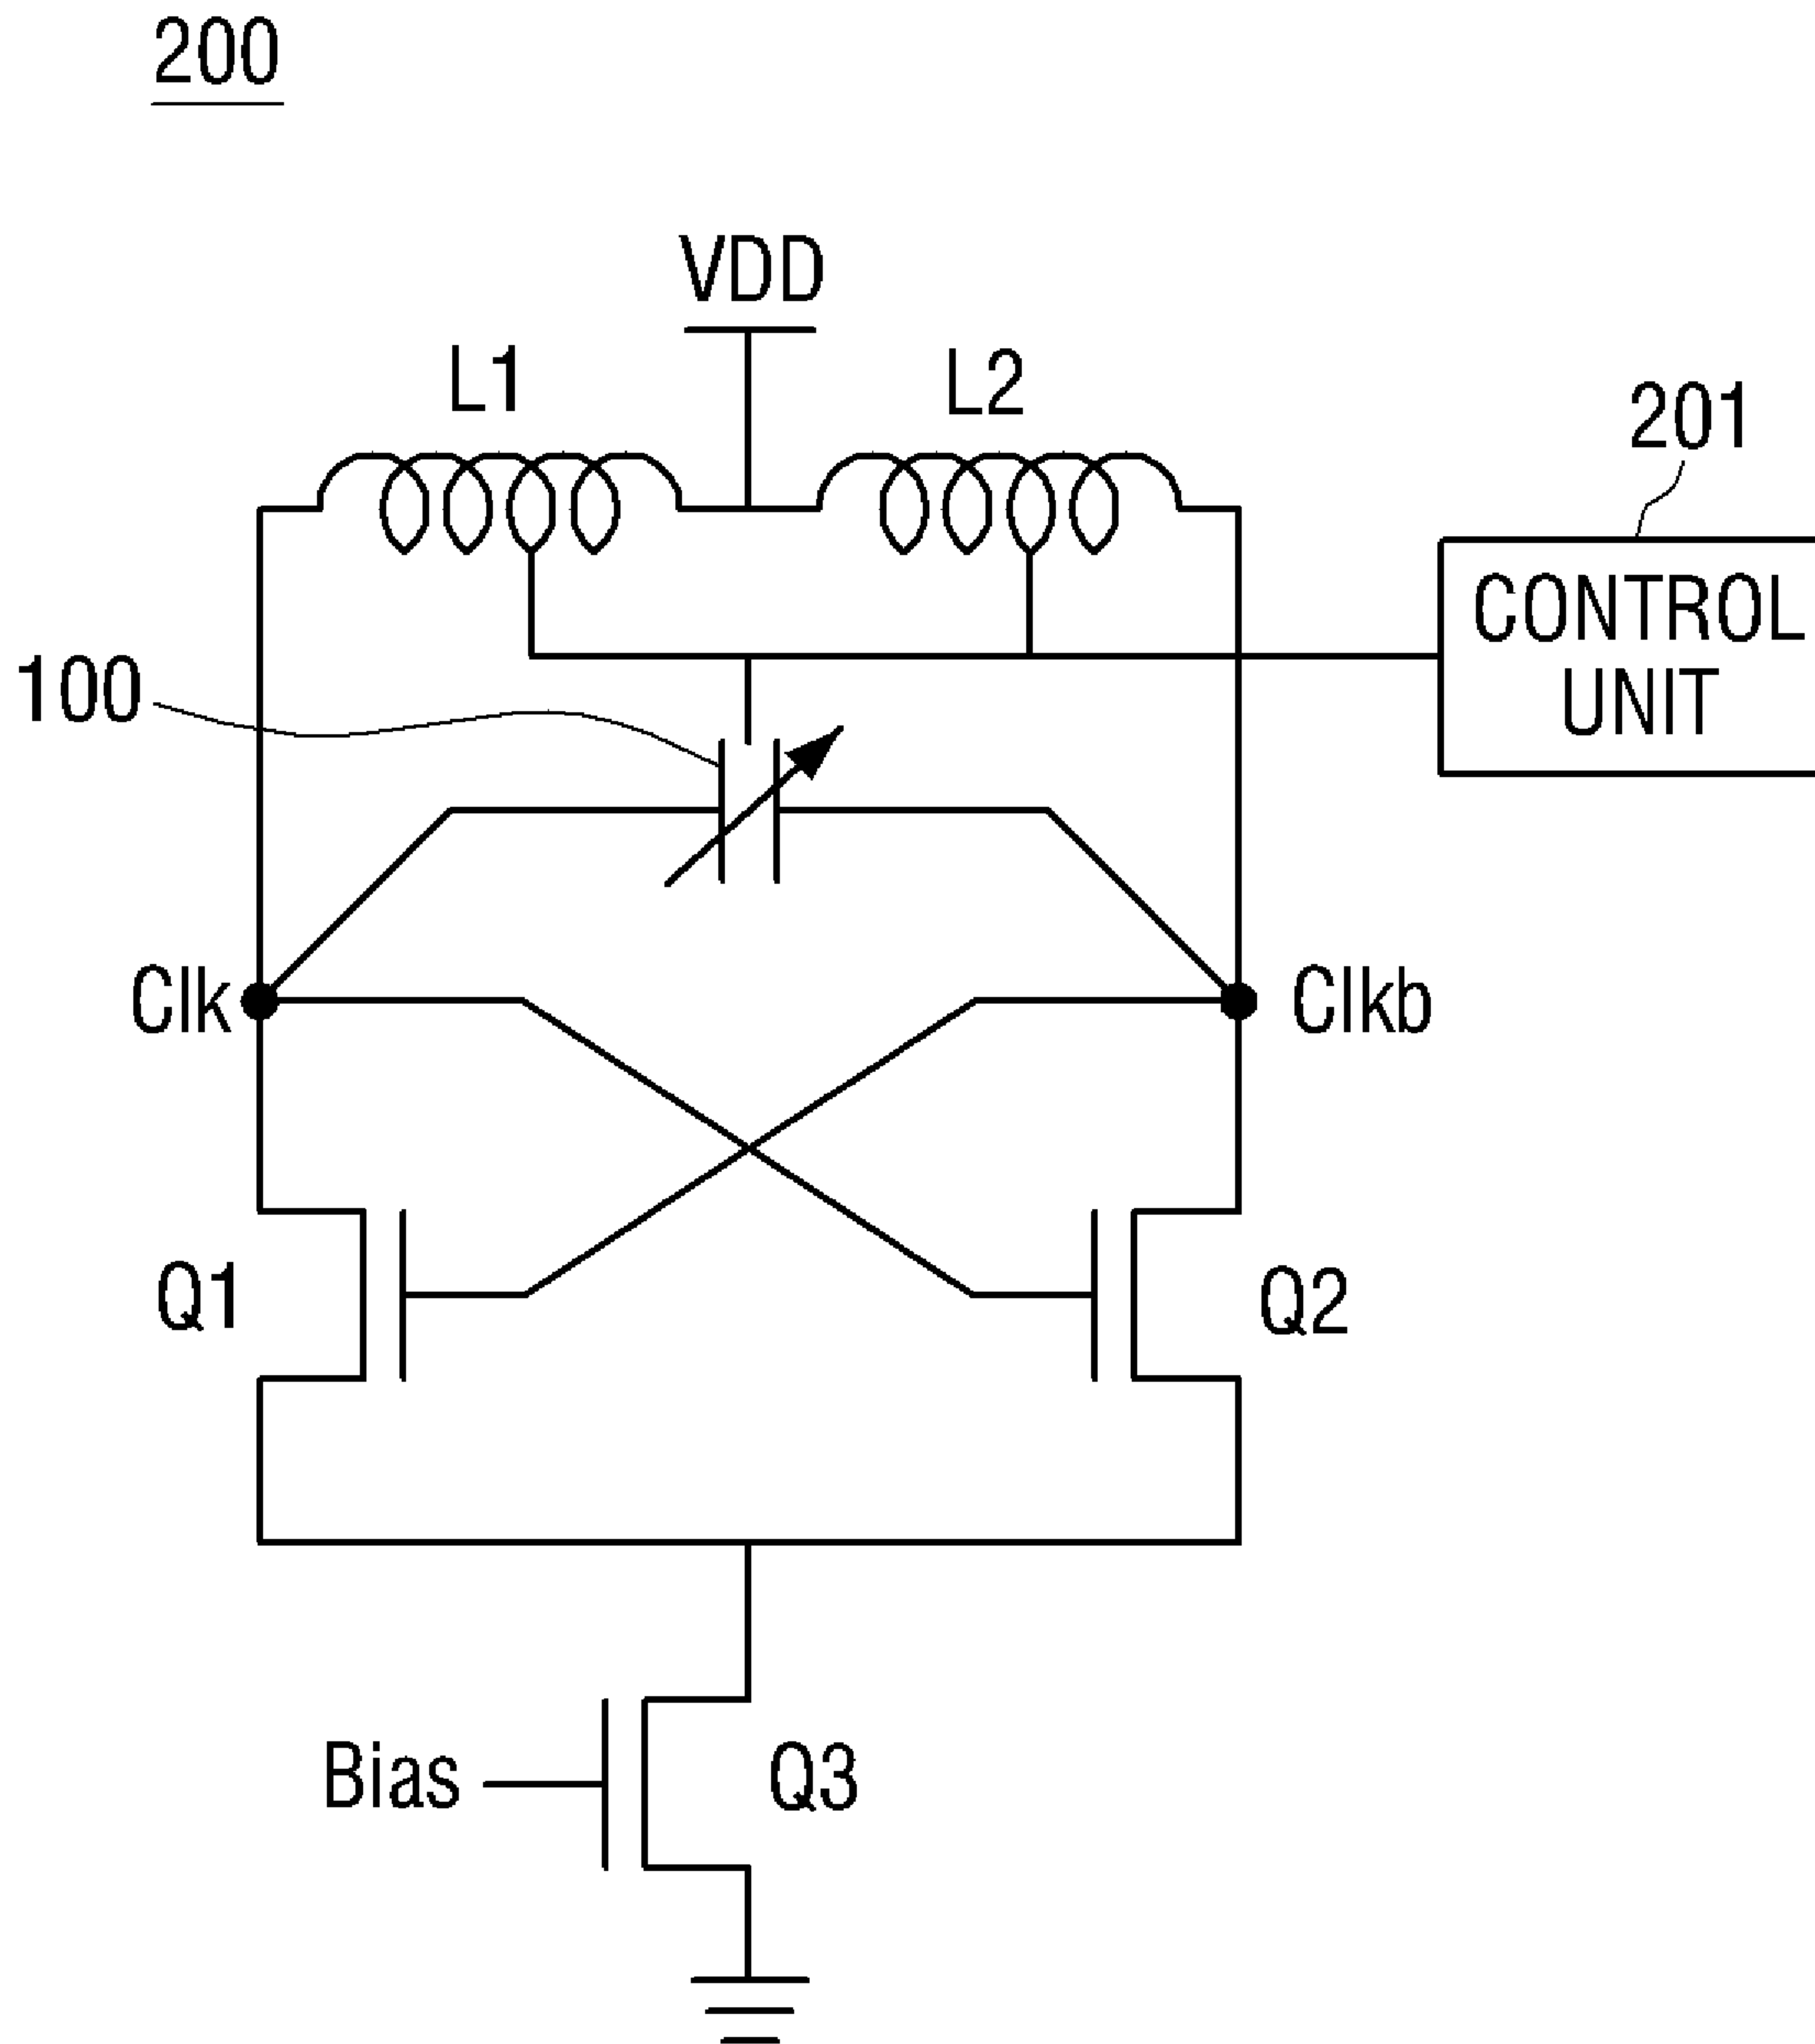 200
VDD
L1
L2
201
CONTROL
UNIT
100
Clk
Clkb
Q1
Q2
Bias
Q3